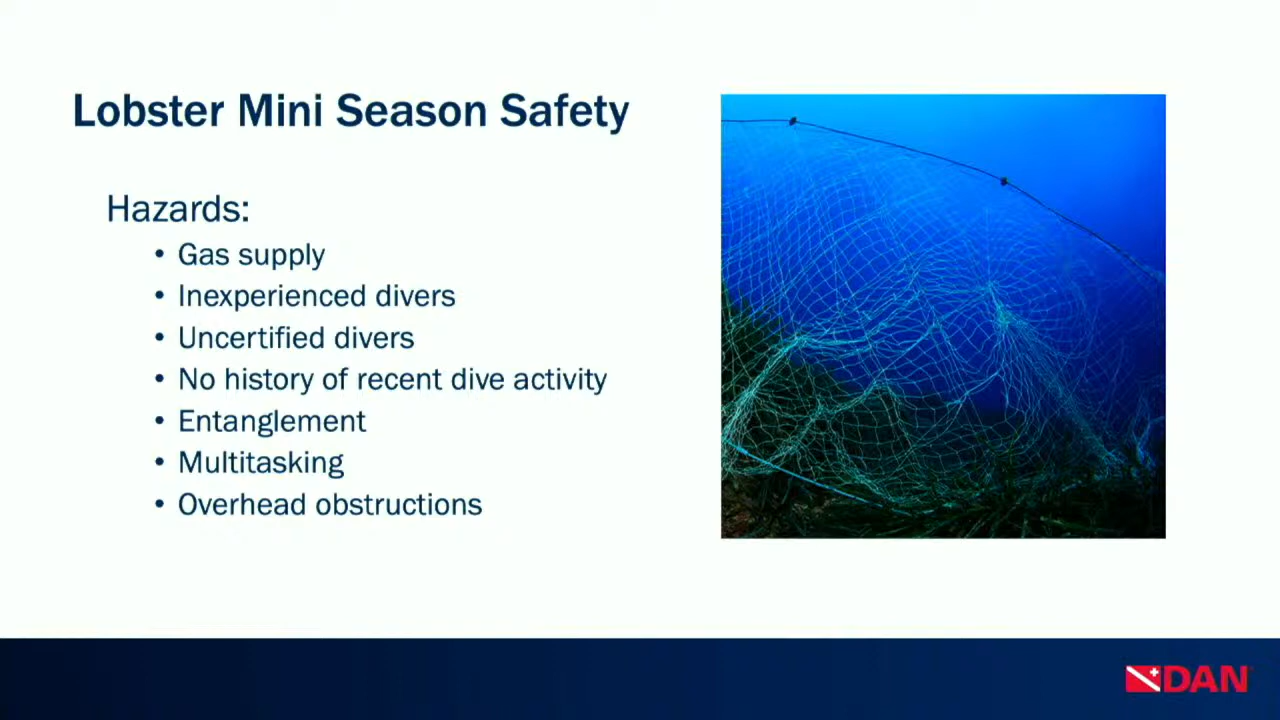 Lobster Mini Season Safety
Hazards:
• Gas supply
• Inexperienced divers
• Uncertified divers
• No history of recent dive activity
• Entanglement
• Multitasking
• Overhead obstructions
DAN